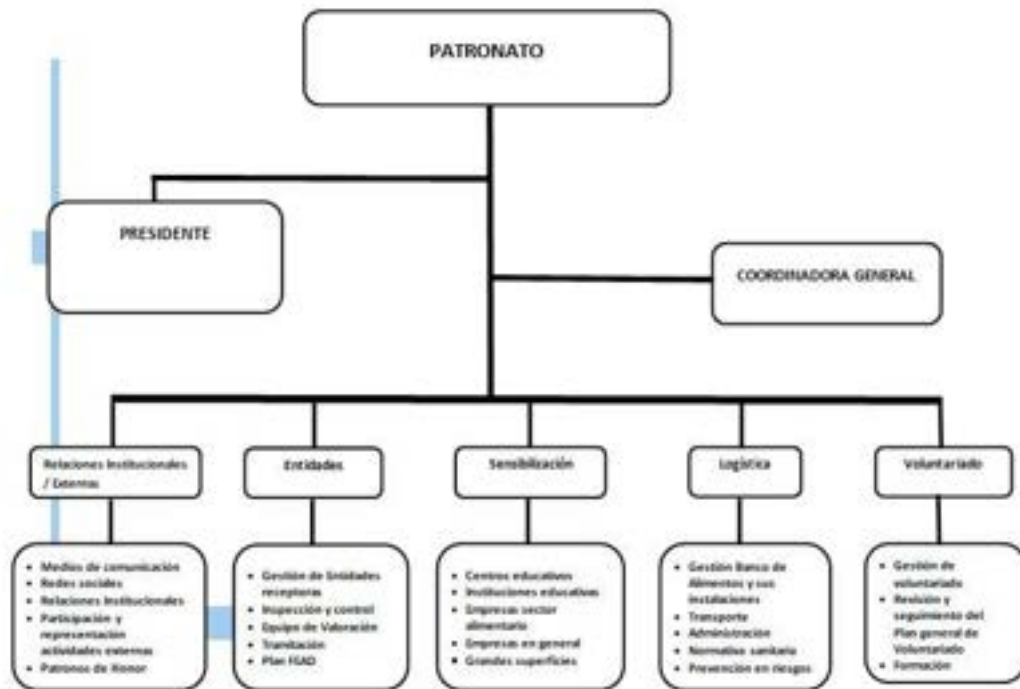 PATRONATO
PRESIDENTE
COORDINADORA GENERAL
Relaciones Institucionales
/ Externas
Entidades
Sensibilización
Logística
Voluntariado
• Medios de comunicación
• Redes sociales
• Relaciones Institucionales
• Participación y
representación
actividades externas
• Patronos de Honor
• Gestión de Entidades
receptoras
• Inspección y control
• Equipo de Valoración
• Tramitación
• Plan
• Centros educativos
• Instituciones educativas
• Empresas sector
alimentario
• Empresas en general
• Grandes superficies
• Gestión Banco de
Alimentos y sus
instalaciones
• Transporte
• Administración
• Normativa sanitaria
• Prevención en riesgos
• Gestión de
voluntariado
• Revisión y
seguimiento del
Plan general de
Voluntariado
• Formación